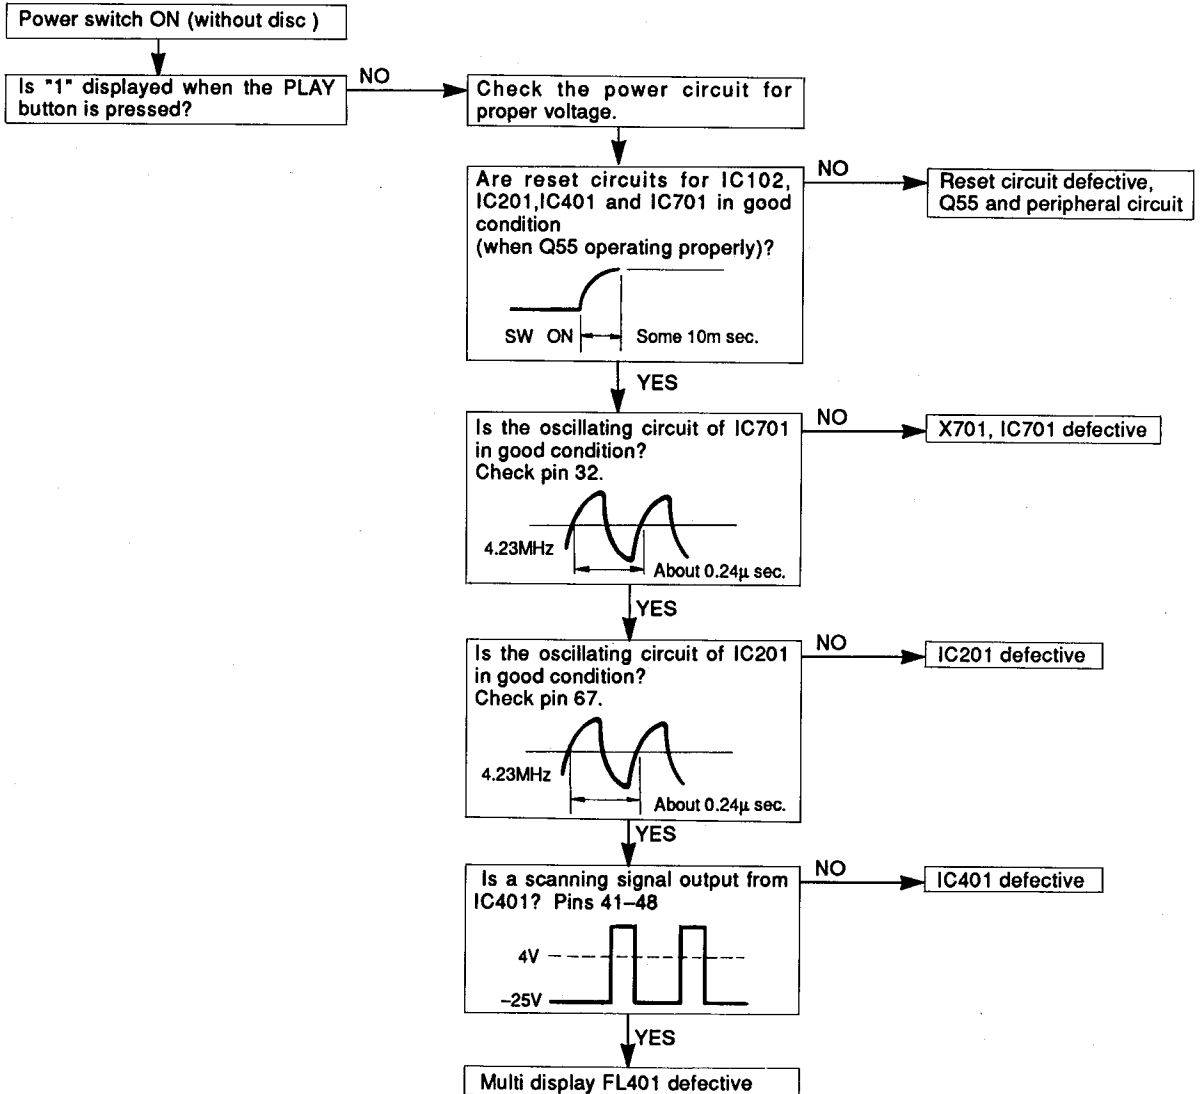 Power switch ON (without disc )
Is "1" displayed when the PLAY
button is pressed?
NO
Check the power circuit for
proper voltage.
Are reset circuits for IC102,
IC201,IC401 and IC701 in good
condition
(when Q55 operating properly)?
SW ON
Some 10m sec.
NO
Reset circuit defective,
Q55 and peripheral circuit
YES
Is the oscillating circuit of IC701
in good condition?
Check pin 32.
4.23MHz
About 0.24μ sec.
NO
X701, IC701 defective
YES
Is the oscillating circuit of IC201
in good condition?
Check pin 67.
4.23MHz
About 0.24μ sec.
NO
IC201 defective
YES
Is a scanning signal output from
IC401? Pins 41–48
4V
–25V
NO
IC401 defective
YES
Multi display FL401 defective